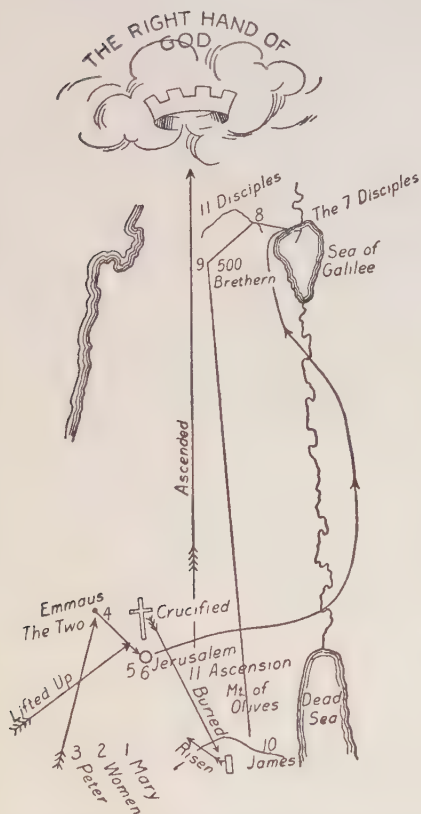 THE RIGHT HAND OF
GOD
11 Disciples
8
The 7 Disciples
7
Sea of
Galilee
9
500
Brethern
Ascended
Emmaus
4
The Two
Crucified
5 6 Jerusalem
11 Ascension
Mt of
Olives
Lifted Up
Buried
Dead
Sea
Risen
10
James
3 2 1
Peter
Women
Mary